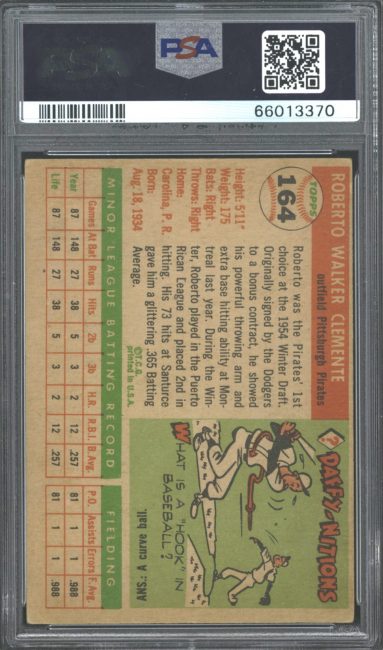 PSA
66013370
TOPPS
164
ROBERTO WALKER CLEMENTE
outfield Pittsburgh Pirates
Height: 5'11"
Weight: 175
Bats: Right
Throws: Right
Home:
Carolina, P. R.
Born:
Aug. 18, 1934
Roberto was the Pirates' 1st
choice at the 1954 Winter Draft.
Originally signed by the Dodgers
to a bonus contract, he showed
his powerful throwing arm and
extra base hitting ability at Mon-
treal last year. During the Win-
ter, Roberto played in the Puerto
Rican League and placed 2nd in
hitting. His 73 hits at Santurce
gave him a glittering .365 Batting
Average.
©T.C.G.
printed in U.S.A.
?
DAFFY-NITIONS
WHAT IS A "HOOK" IN
BASEBALL?
ANS: A curve ball.
MINOR LEAGUE BATTING RECORD
FIELDING
Games At Bat Runs Hits 2b 3b H.R. R.B.I. B.Avg. P.O. Assists Errors F.Avg.
Year 87 148 27 38 5 3 2 12 .257 81 1 1 .988
Life 87 148 27 38 5 3 2 12 .257 81 1 1 .988